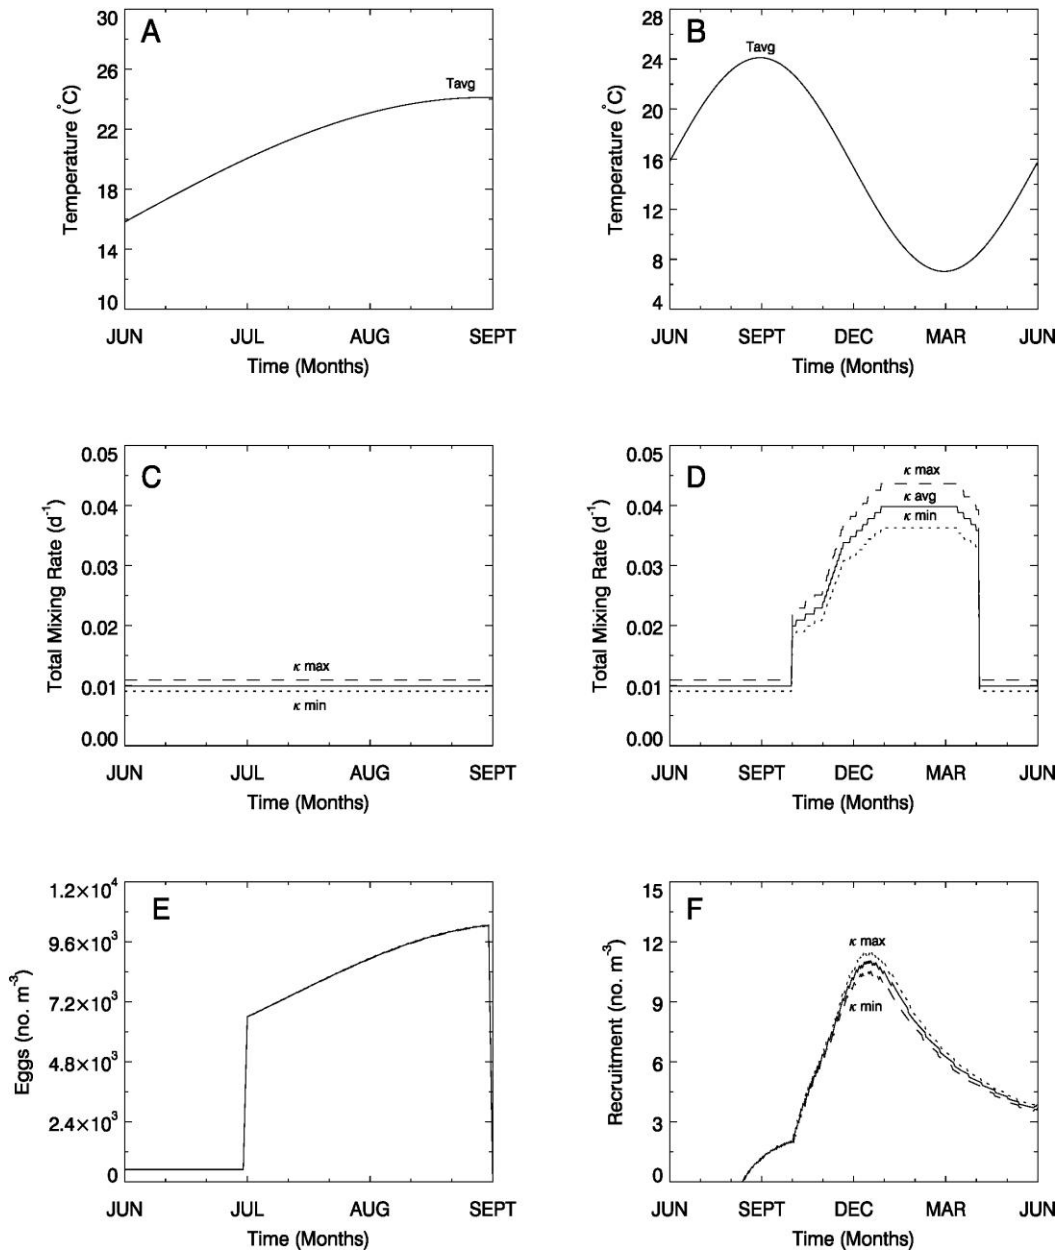 A
30
26
22
18
14
10
Temperature (°C)
Tavg
JUN JUL AUG SEPT
Time (Months)
B
28
24
20
16
12
8
4
Temperature (°C)
Tavg
JUN SEPT DEC MAR JUN
Time (Months)
C
0.05
0.04
0.03
0.02
0.01
0.00
Total Mixing Rate (d⁻¹)
κ max
κ min
JUN JUL AUG SEPT
Time (Months)
D
0.05
0.04
0.03
0.02
0.01
0.00
Total Mixing Rate (d⁻¹)
κ max
κ avg
κ min
JUN SEPT DEC MAR JUN
Time (Months)
E
1.2×10⁴
9.6×10³
7.2×10³
4.8×10³
2.4×10³
0
Eggs (no. m⁻³)
JUN JUL AUG SEPT
Time (Months)
F
15
12
9
6
3
0
Recruitment (no. m⁻³)
κ max
κ min
JUN SEPT DEC MAR JUN
Time (Months)